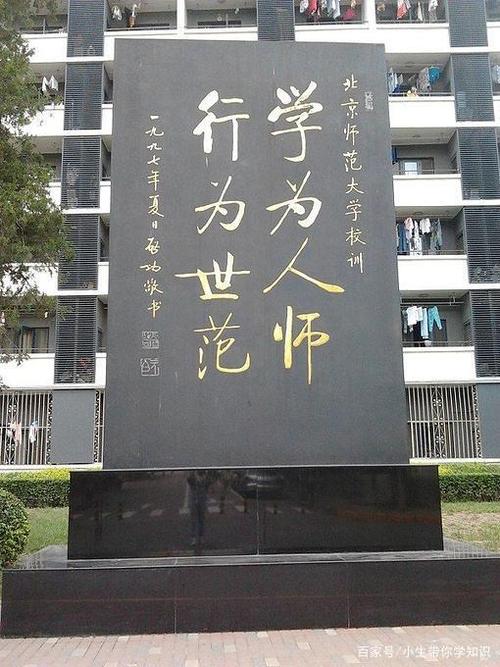 北京师范大学校训
学为人师
行为世范
一九九七年夏日启功敬书
百家号/小生带你学知识